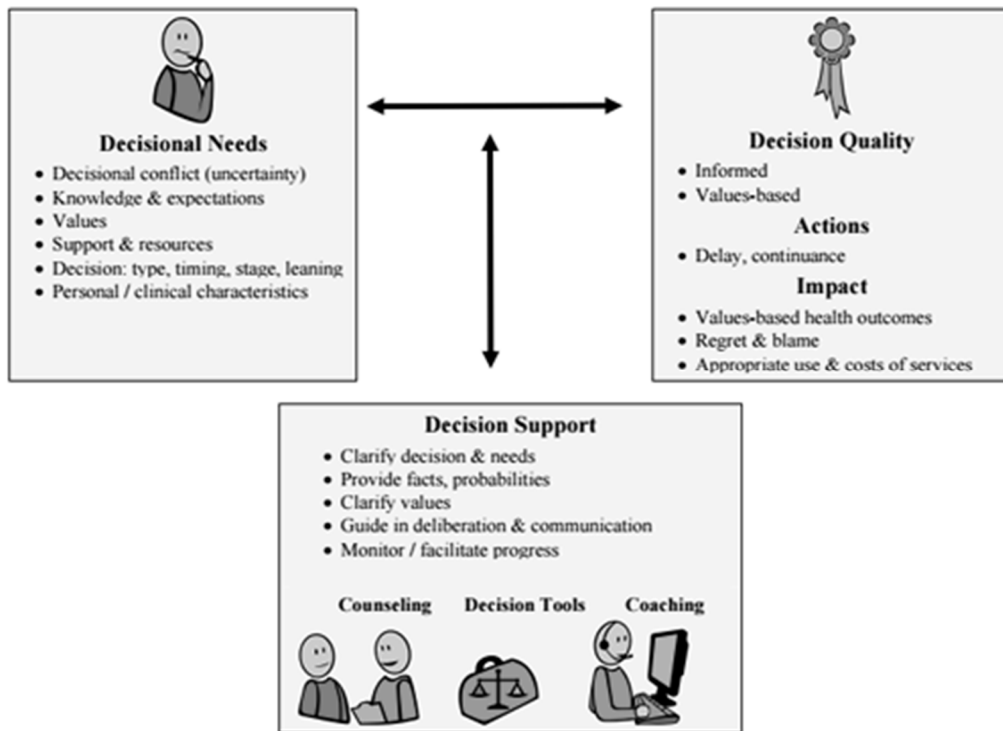 Decisional Needs
• Decisional conflict (uncertainty)
• Knowledge & expectations
• Values
• Support & resources
• Decision: type, timing, stage, leaning
• Personal / clinical characteristics
Decision Quality
• Informed
• Values-based
Actions
• Delay, continuance
Impact
• Values-based health outcomes
• Regret & blame
• Appropriate use & costs of services
Decision Support
• Clarify decision & needs
• Provide facts, probabilities
• Clarify values
• Guide in deliberation & communication
• Monitor / facilitate progress
Counseling Decision Tools Coaching